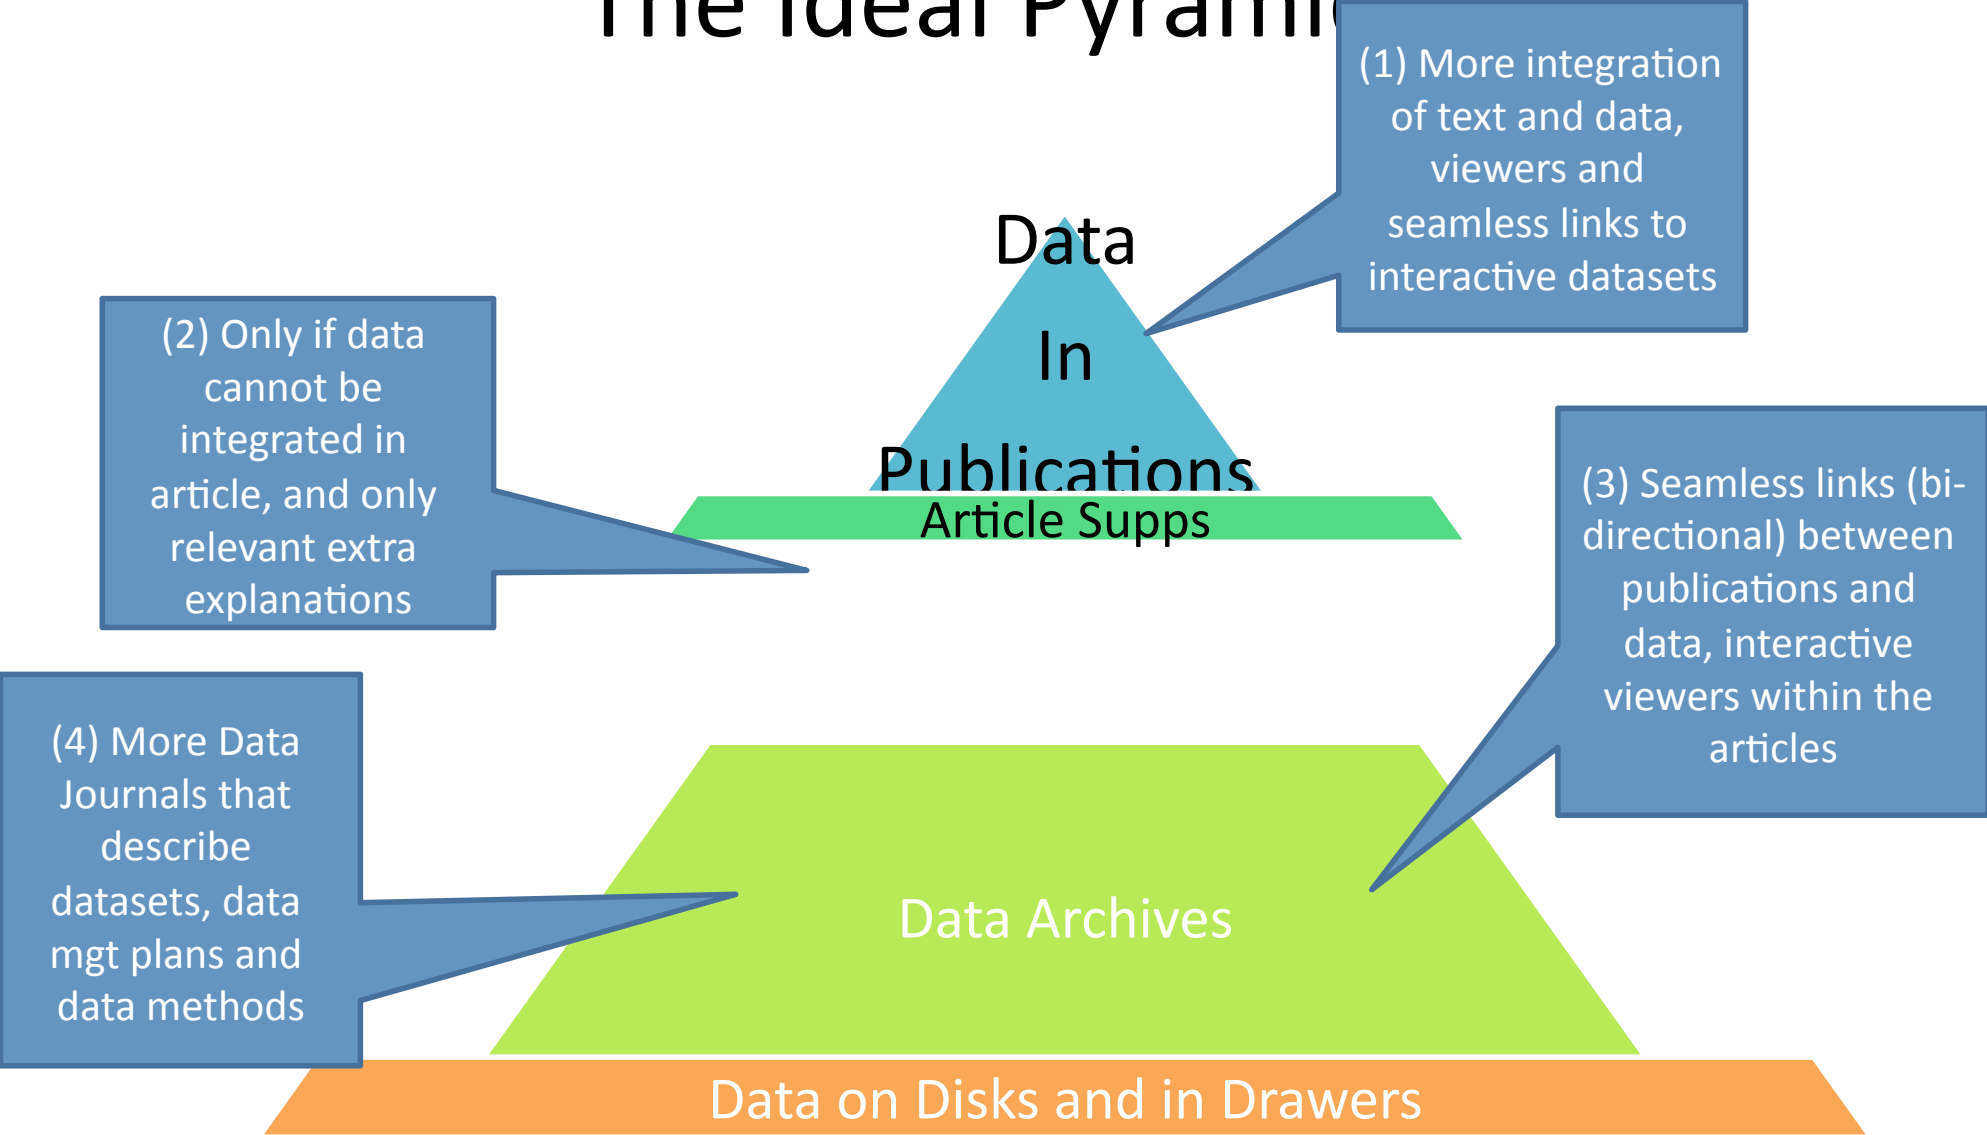 The Ideal Pyramid
(1) More integration
of text and data,
viewers and
seamless links to
interactive datasets
Data
In
Publications
(2) Only if data
cannot be
integrated in
article, and only
relevant extra
explanations
Article Supps
(3) Seamless links (bi-
directional) between
publications and
data, interactive
viewers within the
articles
(4) More Data
Journals that
describe
datasets, data
mgt plans and
data methods
Data Archives
Data on Disks and in Drawers